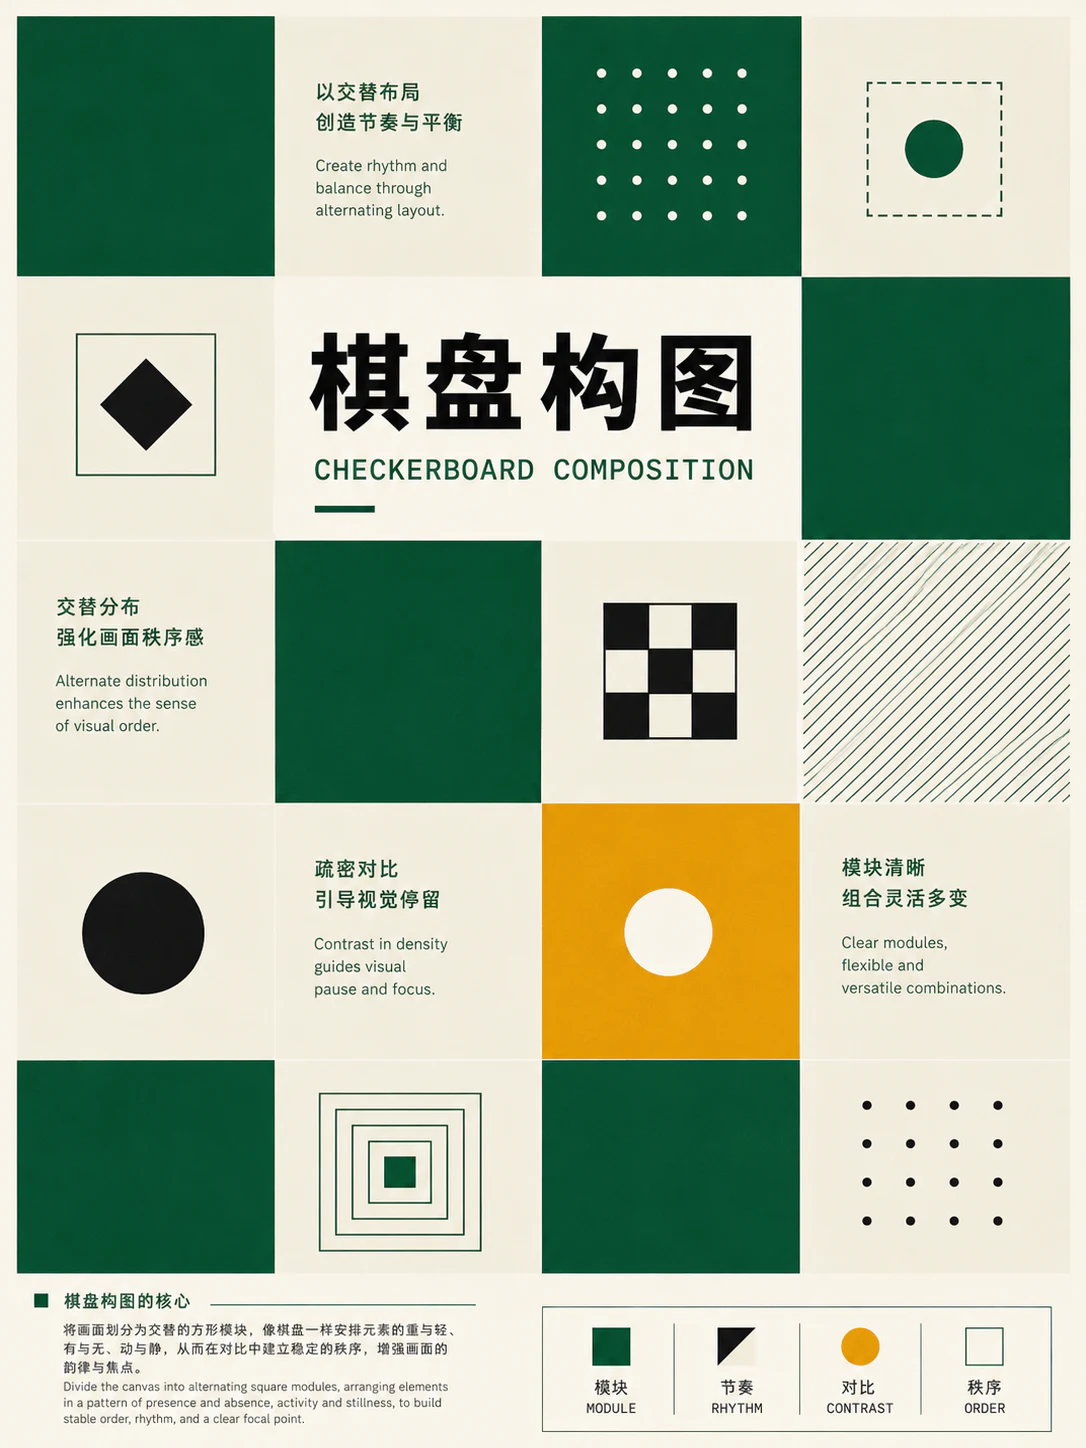 以交替布局
创造节奏与平衡
Create rhythm and
balance through
alternating layout.
棋盘构图
CHECKERBOARD COMPOSITION
交替分布
强化画面秩序感
Alternate distribution
enhances the sense
of visual order.
疏密对比
引导视觉停留
Contrast in density
guides visual
pause and focus.
模块清晰
组合灵活多变
Clear modules,
flexible and
versatile combinations.
棋盘构图的核心
将画面划分为交替的方形模块，像棋盘一样安排元素的重与轻、
有与无、动与静，从而在对比中建立稳定的秩序，增强画面的
韵律与焦点。
Divide the canvas into alternating square modules, arranging elements
in a pattern of presence and absence, activity and stillness, to build
stable order, rhythm, and a clear focal point.
模块
MODULE
节奏
RHYTHM
对比
CONTRAST
秩序
ORDER